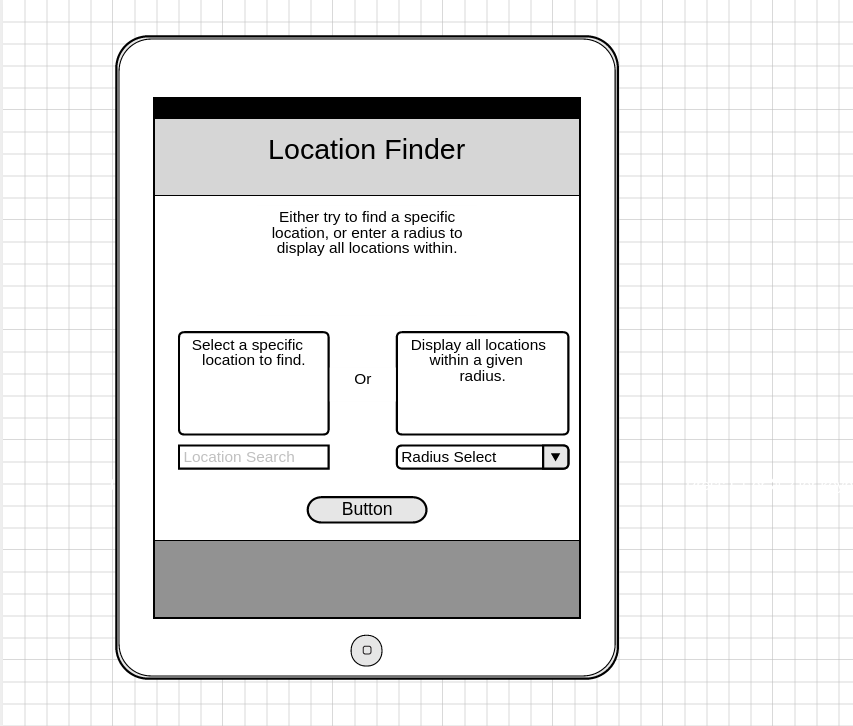 Location Finder
Either try to find a specific
location, or enter a radius to
display all locations within.
Select a specific
location to find.
Or
Display all locations
within a given
radius.
Location Search
Radius Select
Button